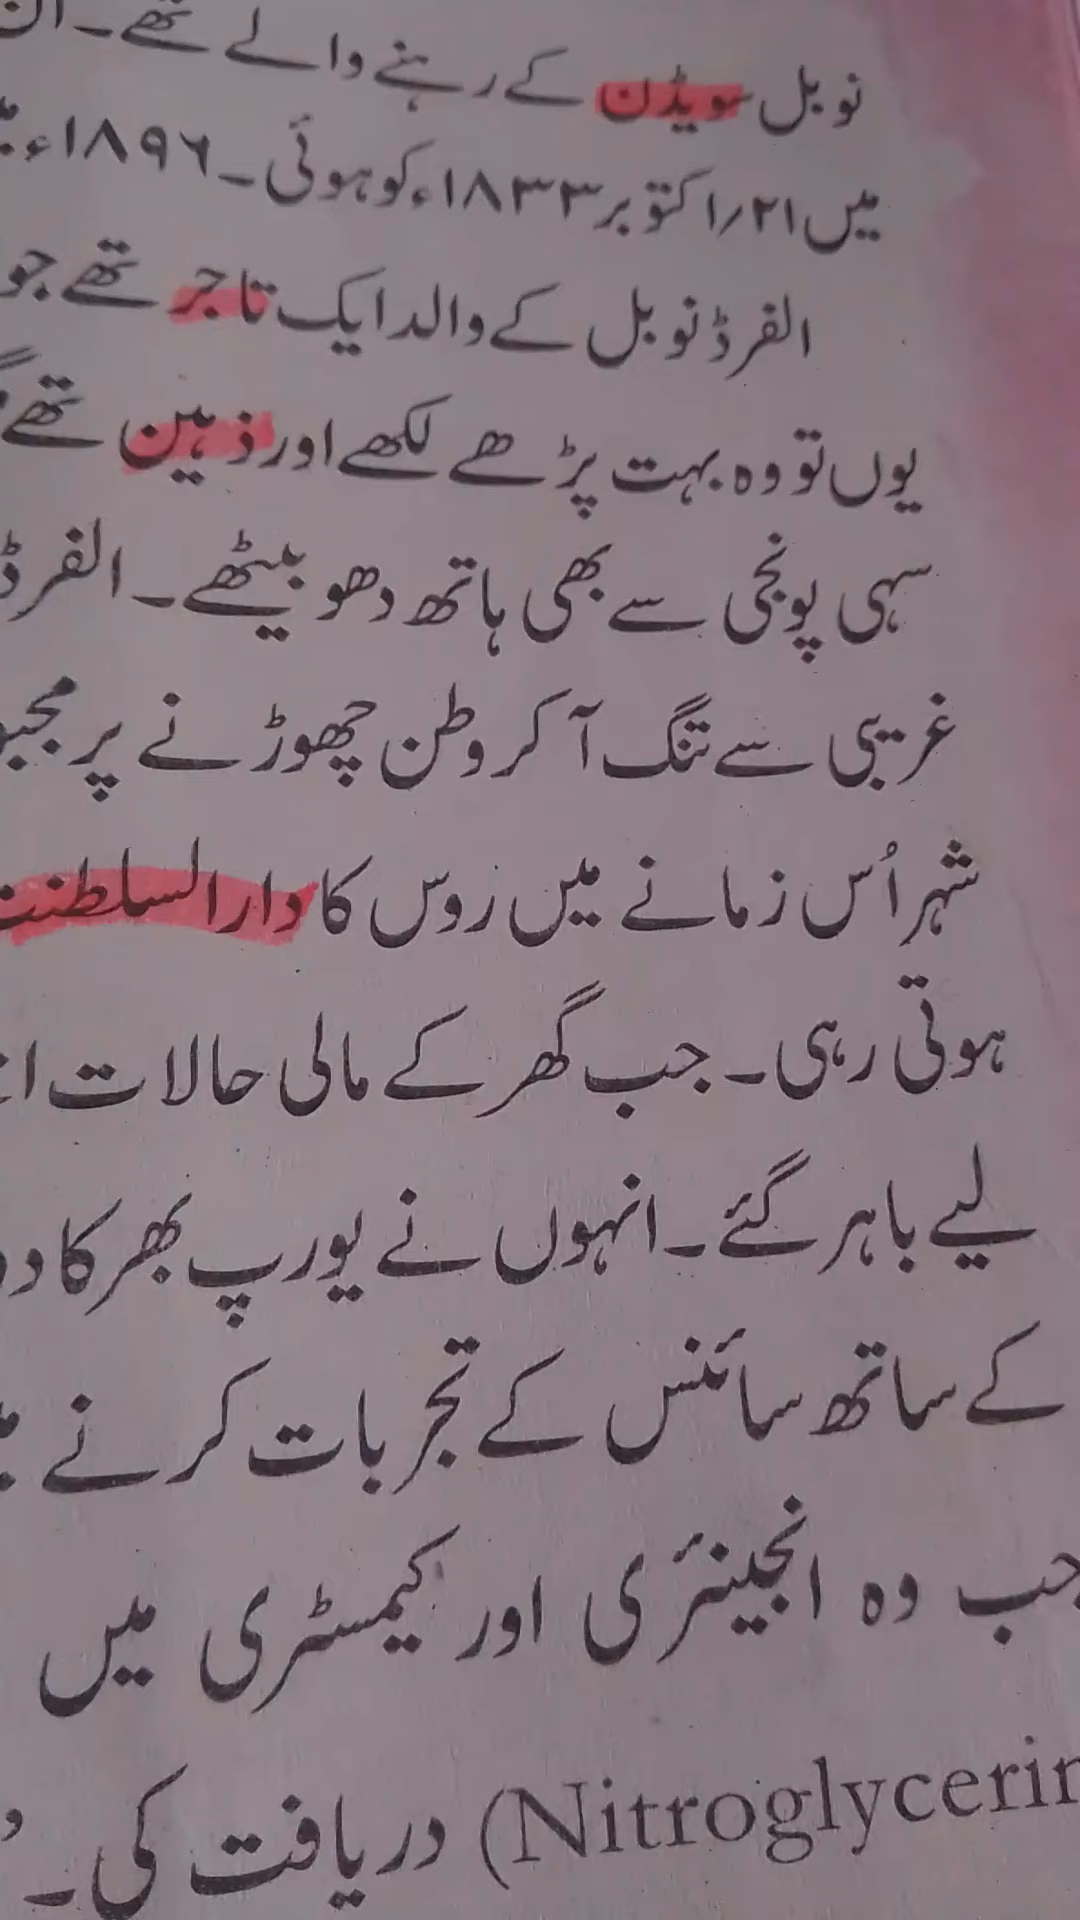 نوبل سویڈن کے رہنے والے تھے۔ ان
میں ۲۱/اکتوبر ۱۸۳۳ء کو ہوئی۔ ۱۸۹۶ء
الفرڈ نوبل کے والد ایک تاجر تھے جو
یوں تو وہ بہت پڑھے لکھے اور ذہین تھے
سہی پونجی سے بھی ہاتھ دھو بیٹھے۔ الفرڈ
غریبی سے تنگ آ کر وطن چھوڑنے پر
شہر اُس زمانے میں روس کا دارالسلطنت
ہوتی رہی۔ جب گھر کے مالی حالات
لیے باہر گئے۔ انہوں نے یورپ بھر کا
کے ساتھ سائنس کے تجربات کرنے
جب وہ انجینئری اور کیمسٹری میں
(Nitroglycerin دریافت کی۔